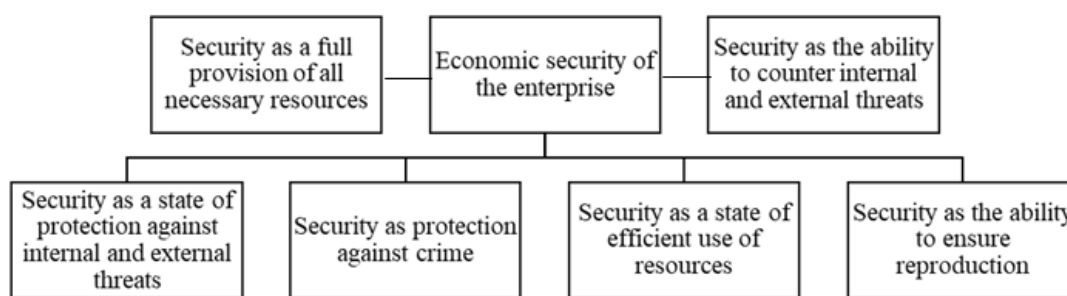 Security as a full
provision of all
necessary resources
Economic security of
the enterprise
Security as the ability
to counter internal
and external threats
Security as a state of
protection against
internal and external
threats
Security as protection
against crime
Security as a state of
efficient use of
resources
Security as the ability
to ensure
reproduction